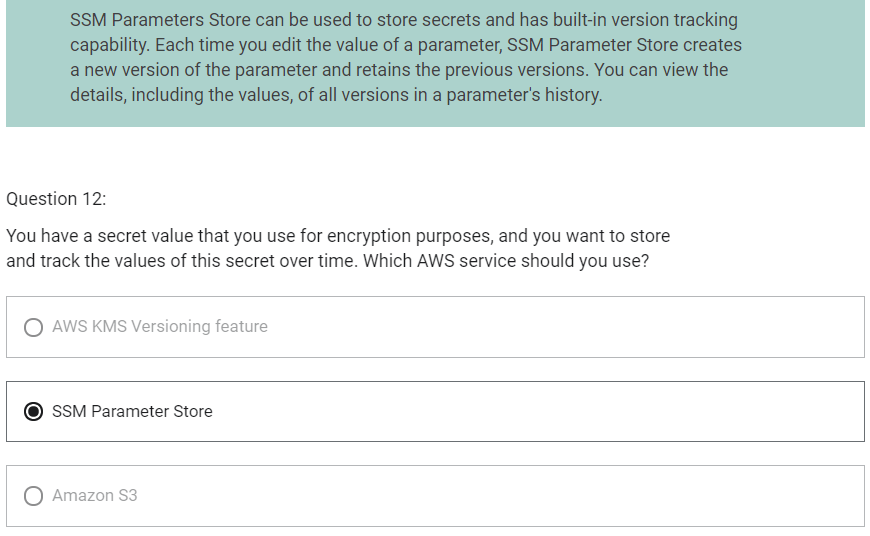 SSM Parameters Store can be used to store secrets and has built-in version tracking
capability. Each time you edit the value of a parameter, SSM Parameter Store creates
a new version of the parameter and retains the previous versions. You can view the
details, including the values, of all versions in a parameter's history.
Question 12:
You have a secret value that you use for encryption purposes, and you want to store
and track the values of this secret over time. Which AWS service should you use?
AWS KMS Versioning feature
SSM Parameter Store
Amazon S3